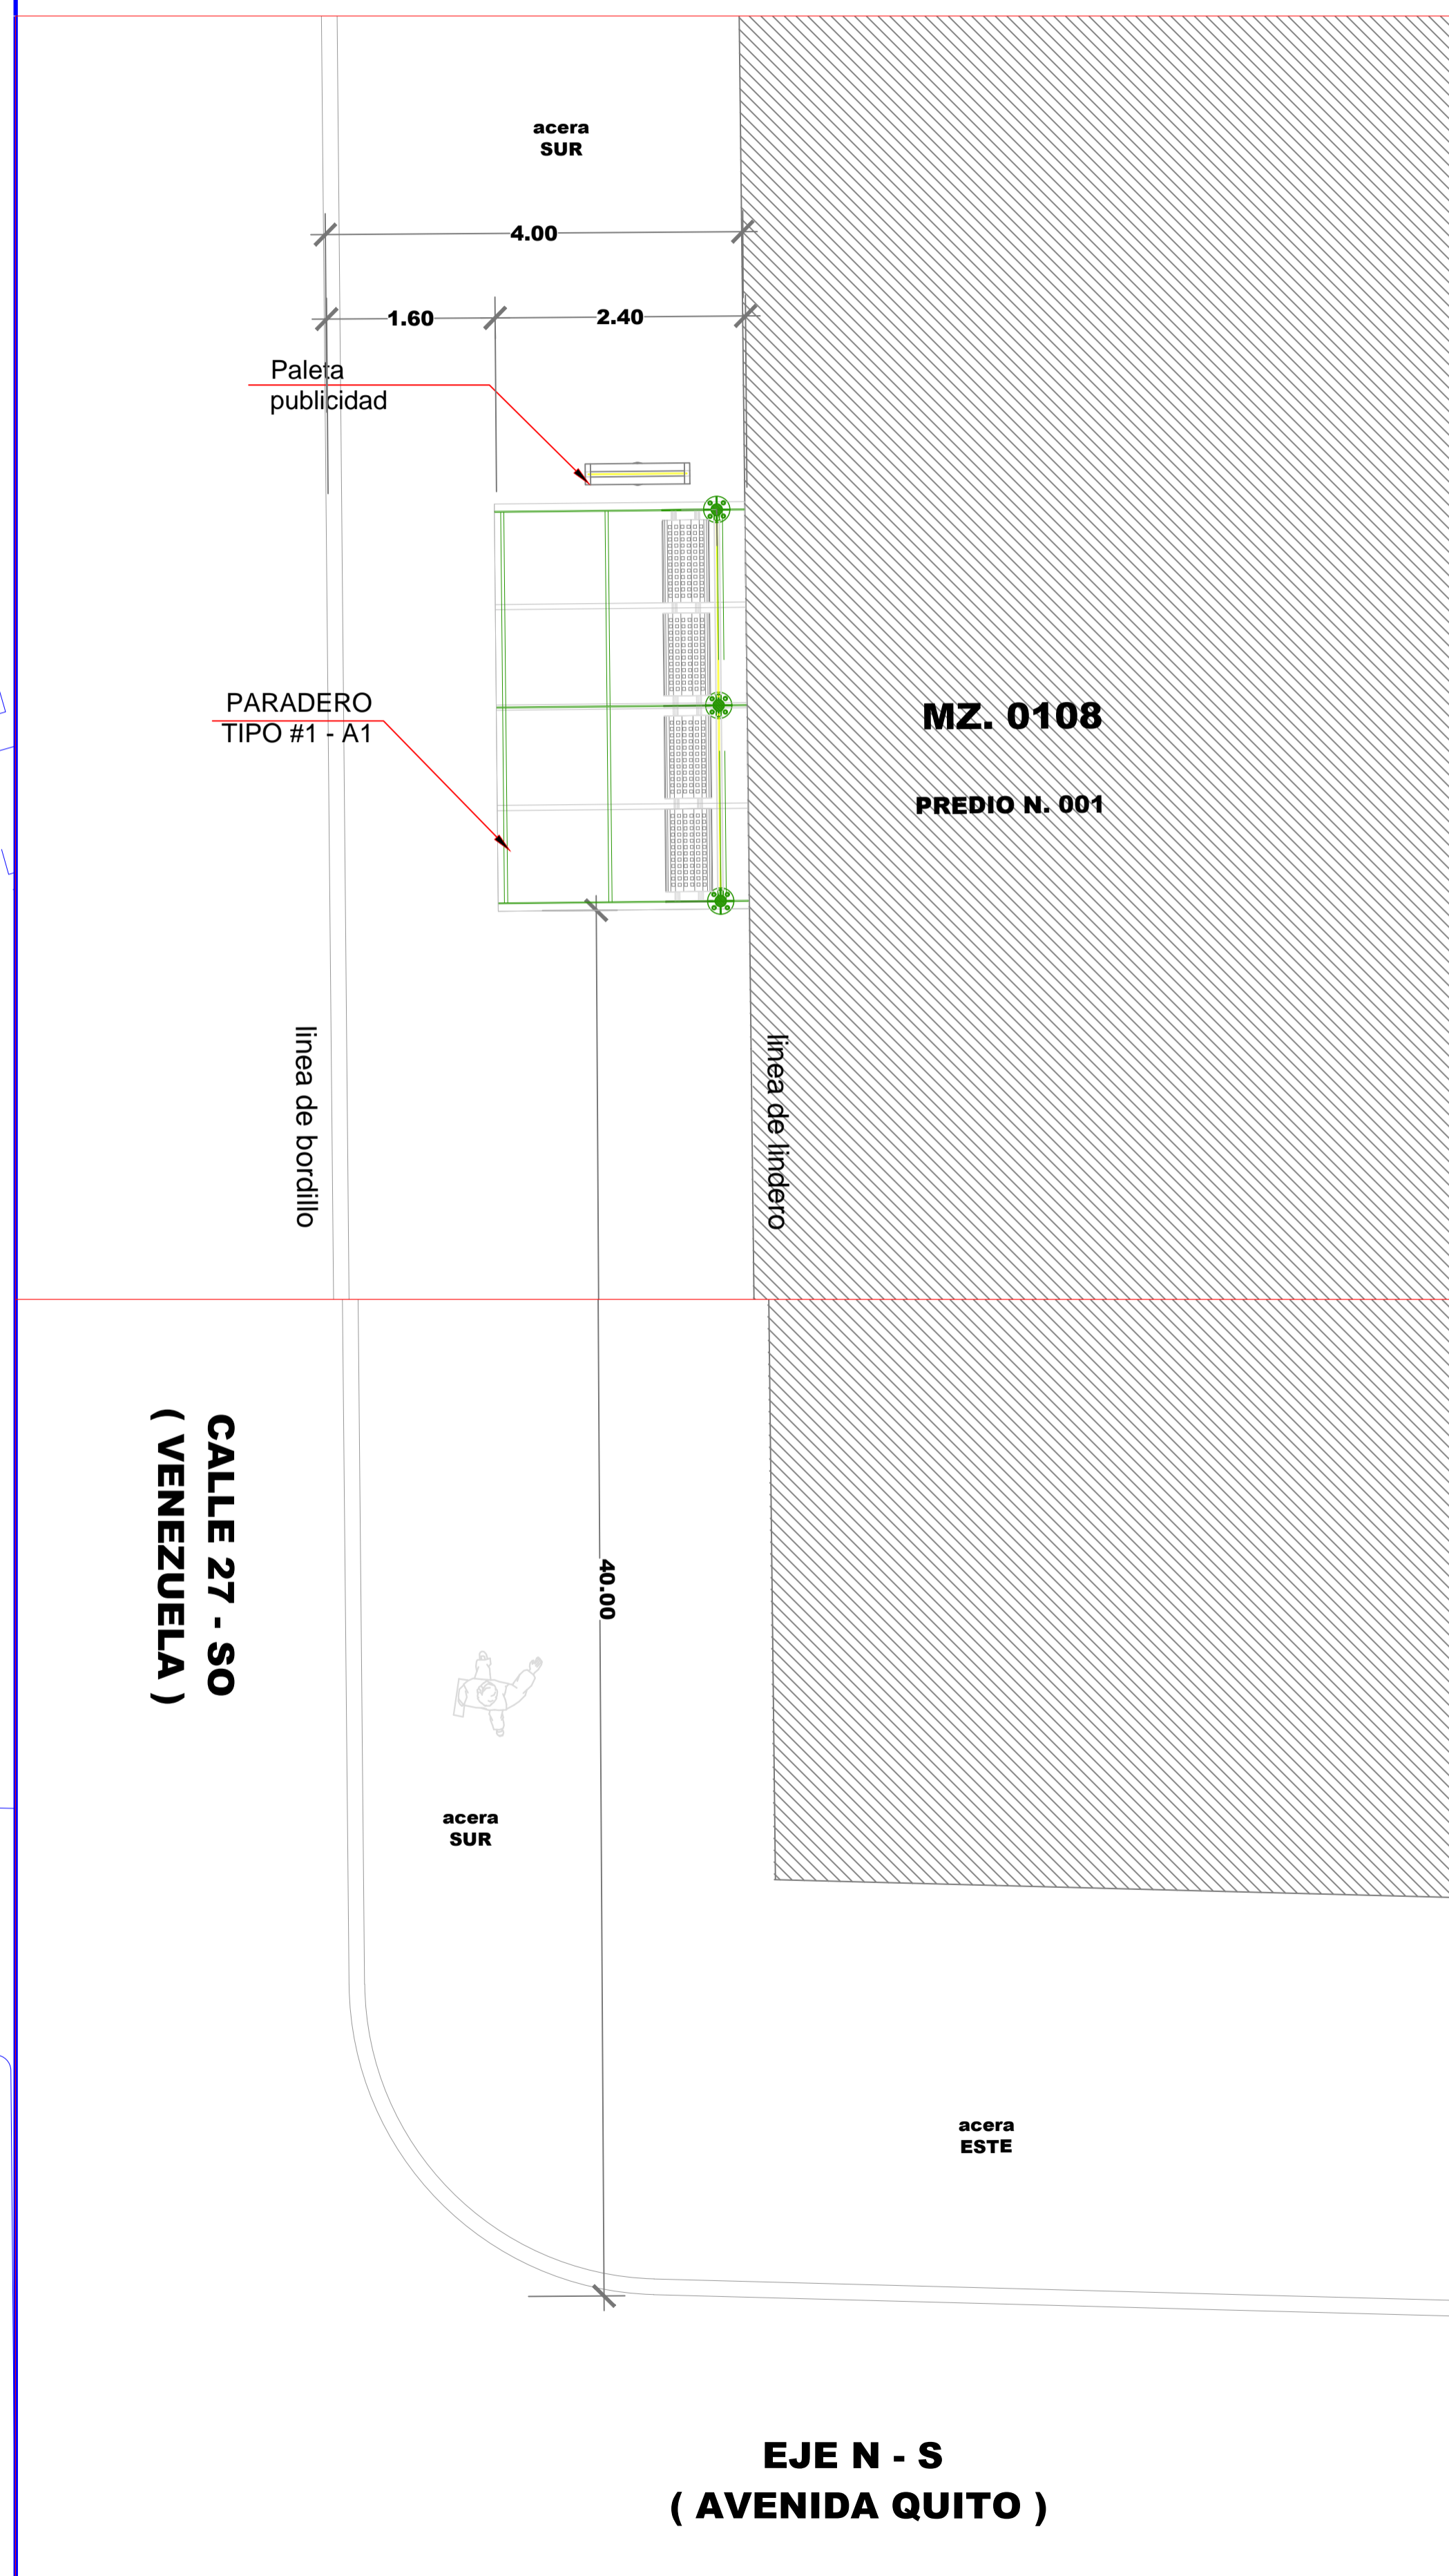 acera
SUR
4.00
1.60
2.40
Paleta
publicidad
PARADERO
TIPO #1 - A1
MZ. 0108
PREDIO N. 001
linea de bordillo
linea de lindero
CALLE 27 - SO
( VENEZUELA )
40.00
acera
SUR
acera
ESTE
EJE N - S
( AVENIDA QUITO )